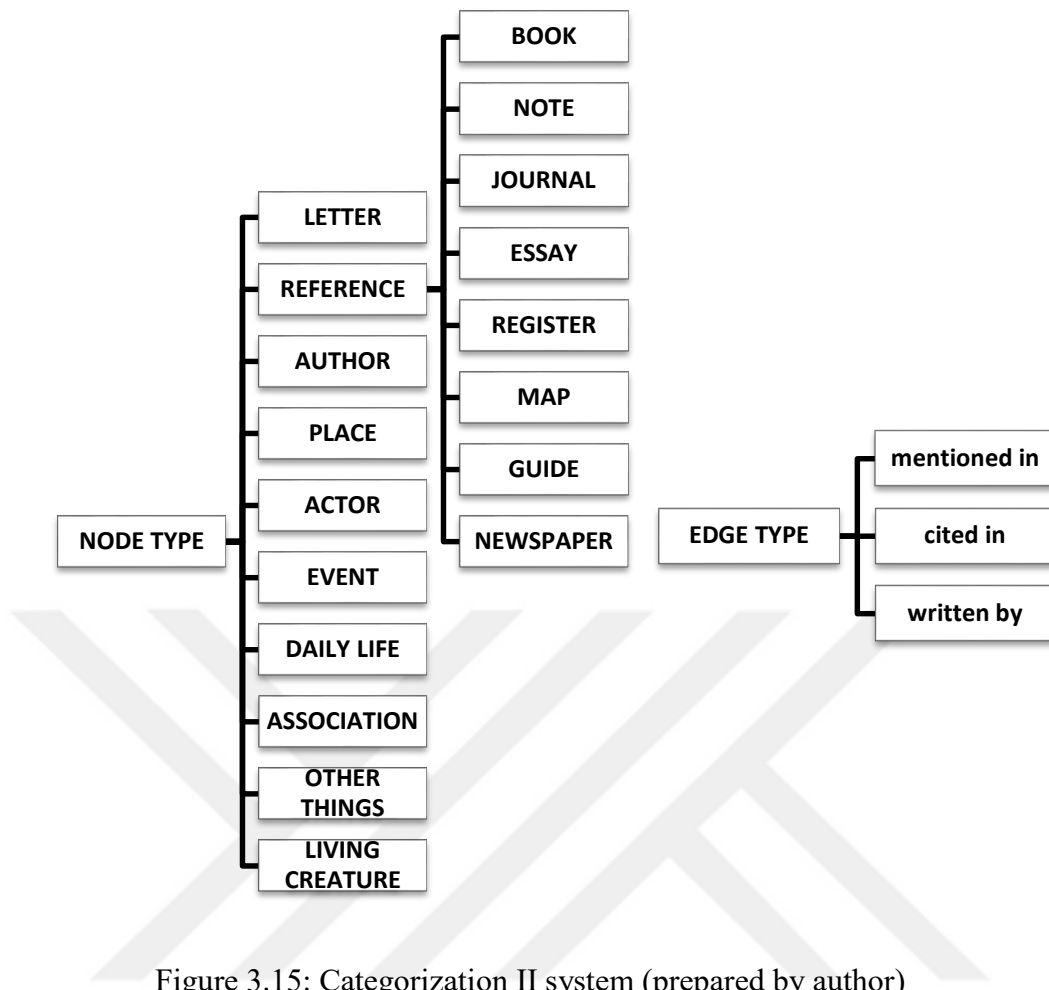 NODE TYPE
LETTER
REFERENCE
AUTHOR
PLACE
ACTOR
EVENT
DAILY LIFE
ASSOCIATION
OTHER
THINGS
LIVING
CREATURE
BOOK
NOTE
JOURNAL
ESSAY
REGISTER
MAP
GUIDE
NEWSPAPER
EDGE TYPE
mentioned in
cited in
written by
Figure 3.15: Categorization II system (prepared by author)